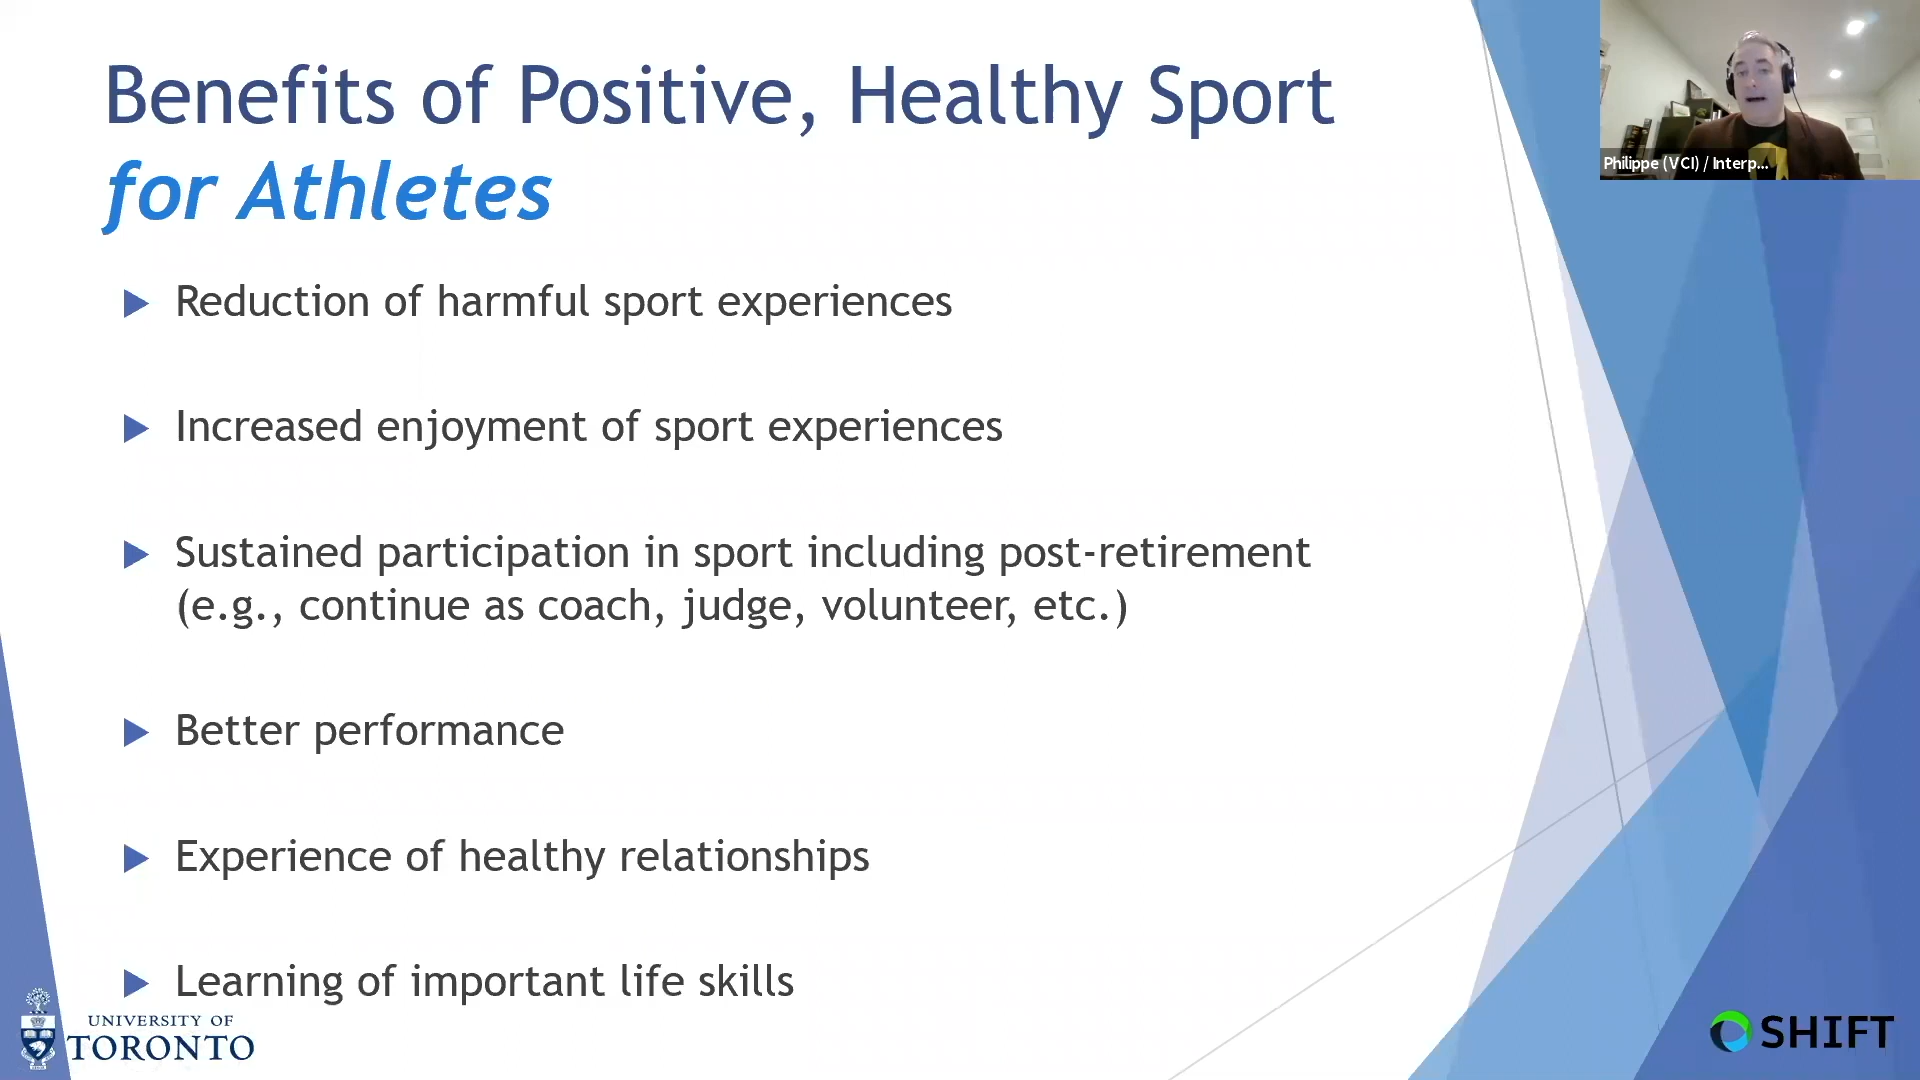 Benefits of Positive, Healthy Sport
for Athletes
Philippe (VCI) / Interp...
Reduction of harmful sport experiences
Increased enjoyment of sport experiences
Sustained participation in sport including post-retirement
(e.g., continue as coach, judge, volunteer, etc.)
Better performance
Experience of healthy relationships
Learning of important life skills
UNIVERSITY OF
TORONTO
SHIFT